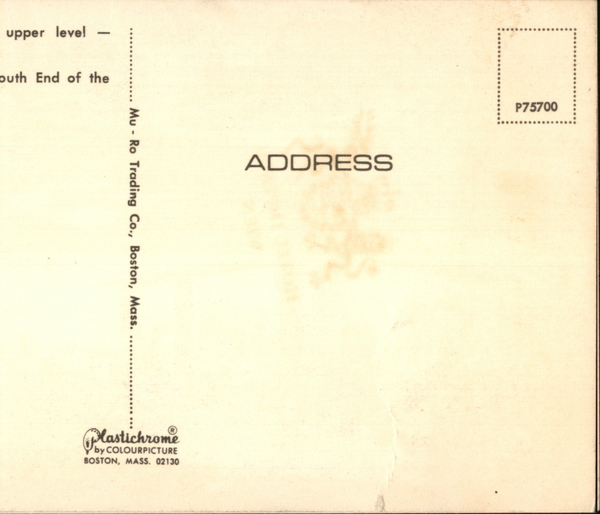 upper level —
outh End of the
Mu - Ro Trading Co., Boston, Mass.
P75700
ADDRESS
Plastichrome®
by COLOURPICTURE
BOSTON, MASS. 02130